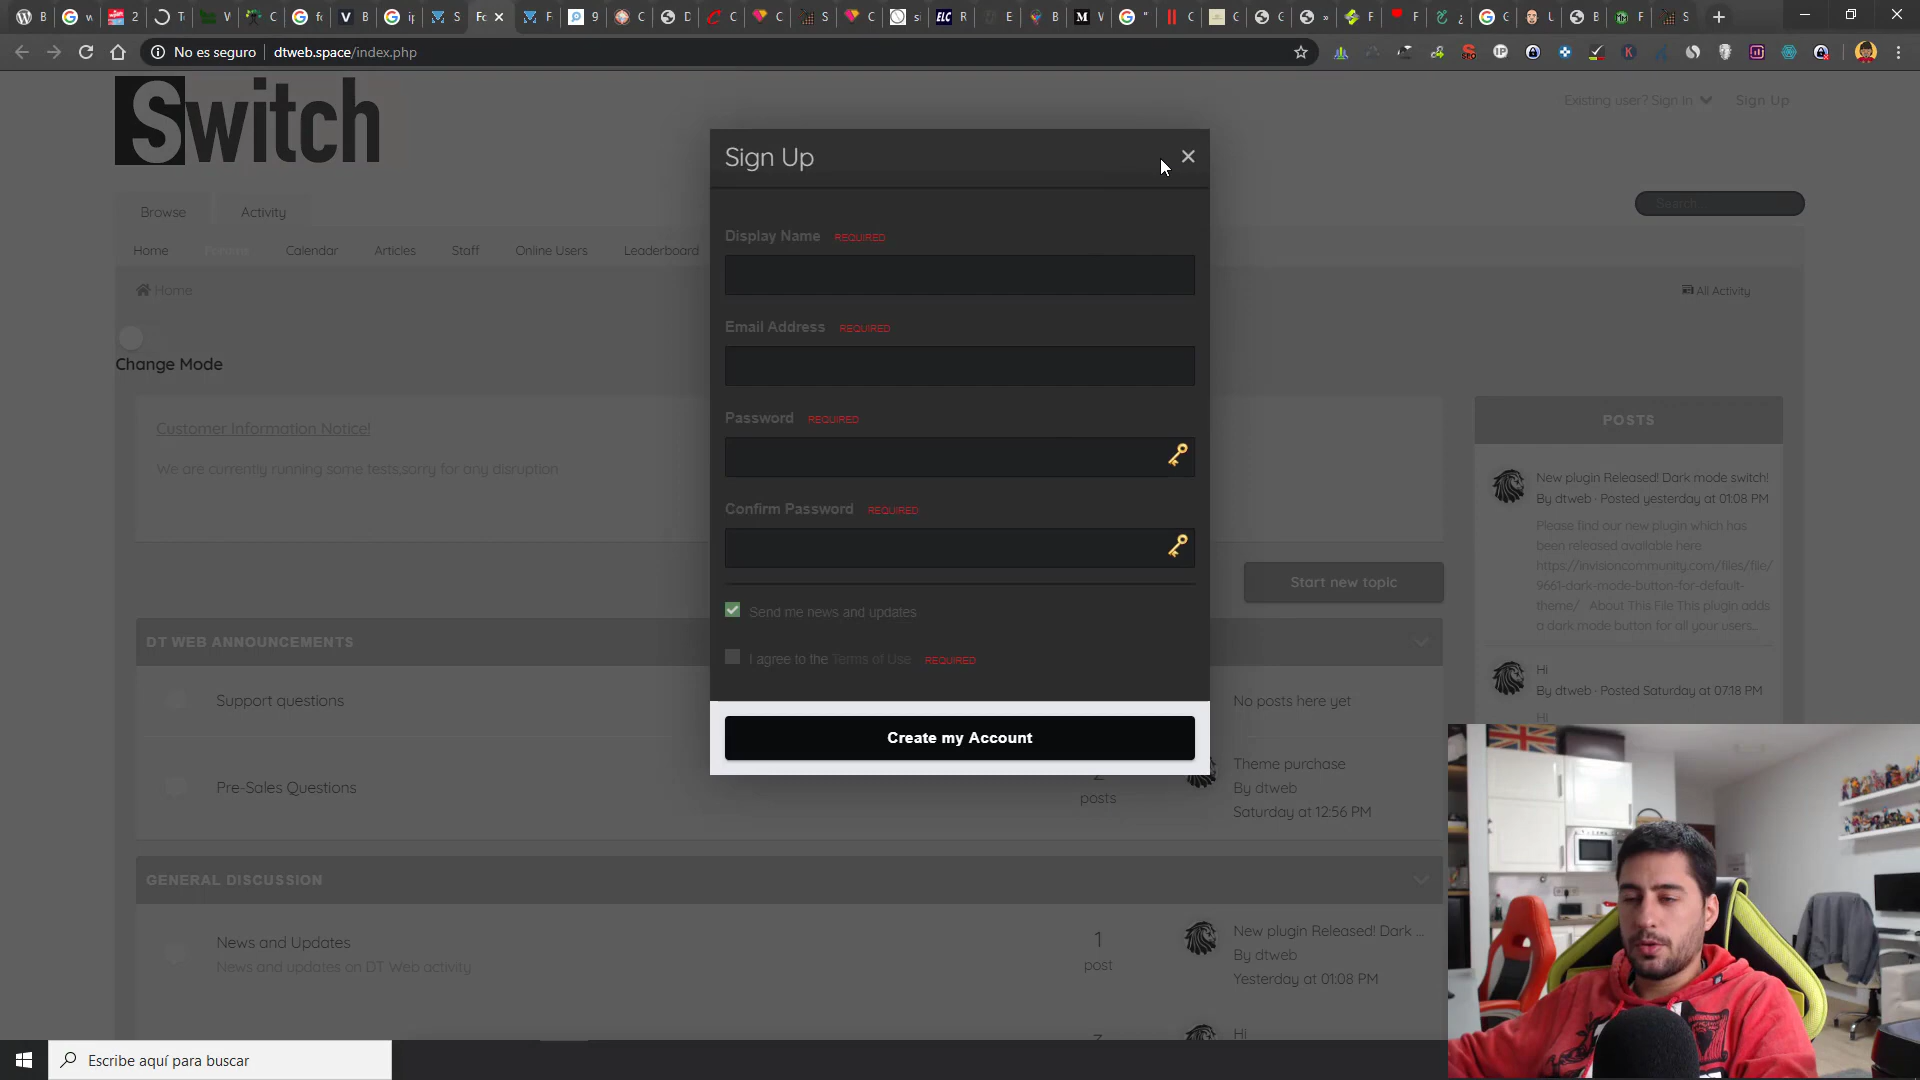 No es seguro
dtweb.space/index.php
Switch
Existing user? Sign In
Sign Up
Browse
Activity
Search...
Home
Forums
Calendar
Articles
Staff
Online Users
Leaderboard
Home
All Activity
Change Mode
Customer Information Notice!
We are currently running some tests,sorry for any disruption
Start new topic
Sign Up
Display Name REQUIRED
Email Address REQUIRED
Password REQUIRED
Confirm Password REQUIRED
Send me news and updates
I agree to the Terms of Use REQUIRED
Create my Account
POSTS
New plugin Released! Dark mode switch!
By dtweb · Posted yesterday at 01:08 PM
Please find our new plugin which has
been released available here
https://invisioncommunity.com/files/file/
9661-dark-mode-button-for-default-
theme/ About This File This plugin adds
a dark mode button for all your users...
HI
By dtweb · Posted Saturday at 07:18 PM
HI
DT WEB ANNOUNCEMENTS
Support questions
No posts here yet
Pre-Sales Questions
2
posts
Theme purchase
By dtweb
Saturday at 12:56 PM
GENERAL DISCUSSION
News and Updates
News and updates on DT Web activity
1
post
New plugin Released! Dark ...
By dtweb
Yesterday at 01:08 PM
HI
Escribe aquí para buscar